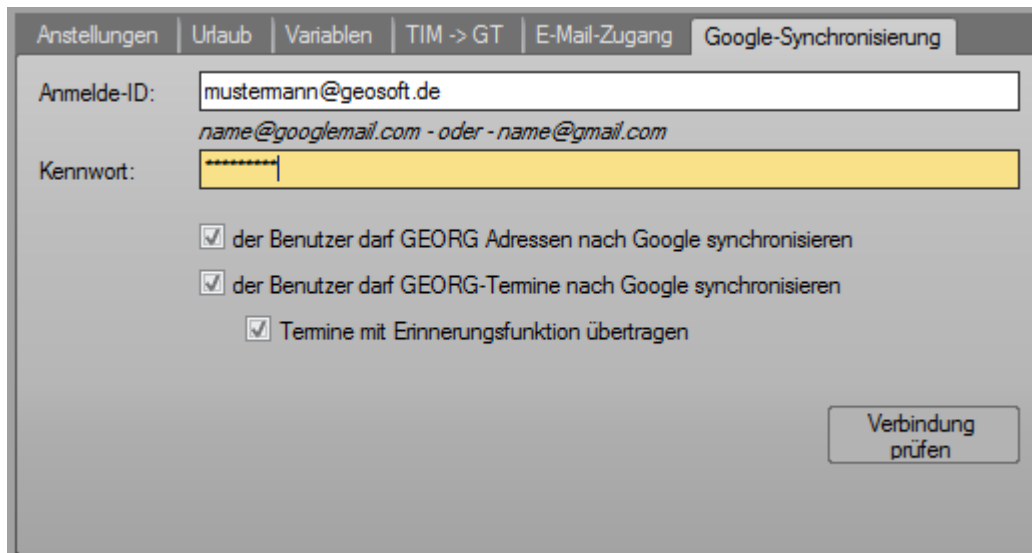 Anstellungen Urlaub Variablen TIM -> GT E-Mail-Zugang Google-Synchronisierung
Anmelde-ID: mustermann@geosoft.de
name@googlemail.com - oder - name@gmail.com
Kennwort: *********
der Benutzer darf GEORG Adressen nach Google synchronisieren
der Benutzer darf GEORG-Termine nach Google synchronisieren
Termine mit Erinnerungsfunktion übertragen
Verbindung
prüfen